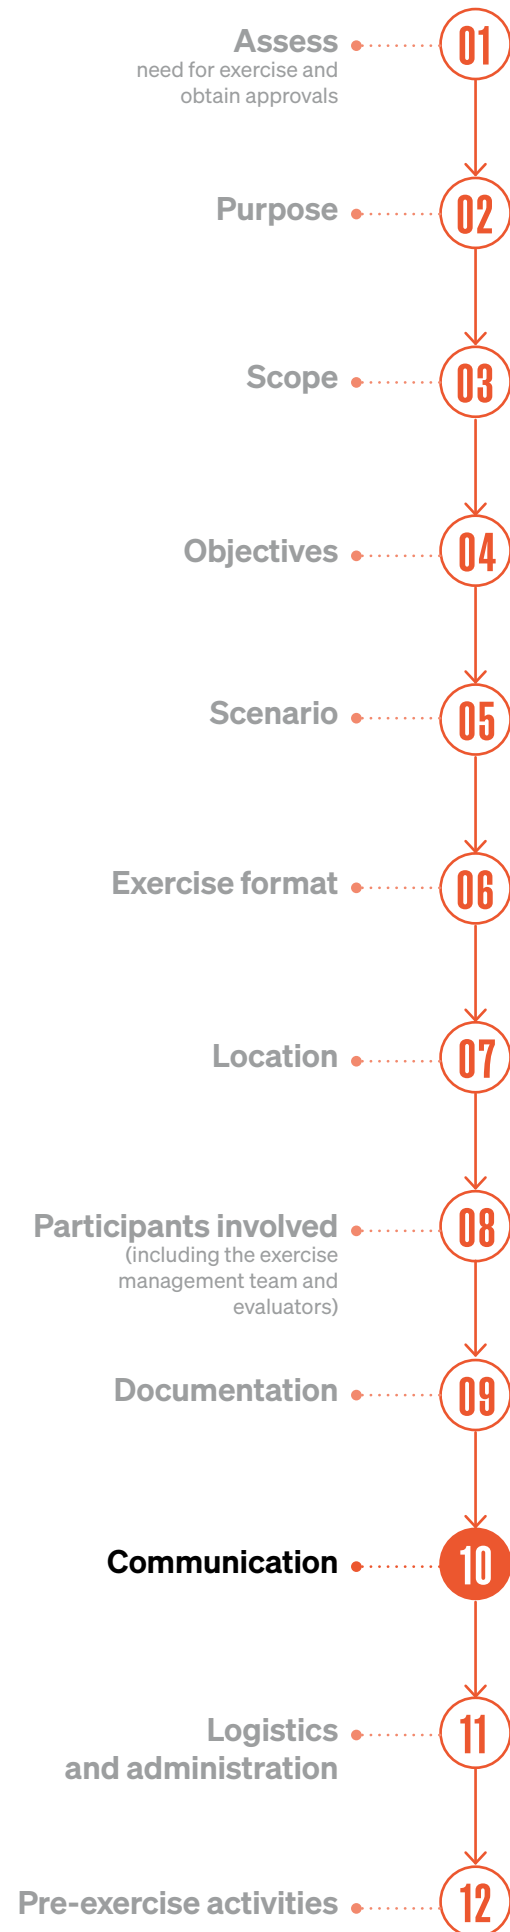 Assess
need for exercise and
obtain approvals
01
Purpose
02
Scope
03
Objectives
04
Scenario
05
Exercise format
06
Location
07
Participants involved
(including the exercise
management team and
evaluators)
08
Documentation
09
Communication
10
Logistics
and administration
11
Pre-exercise activities
12